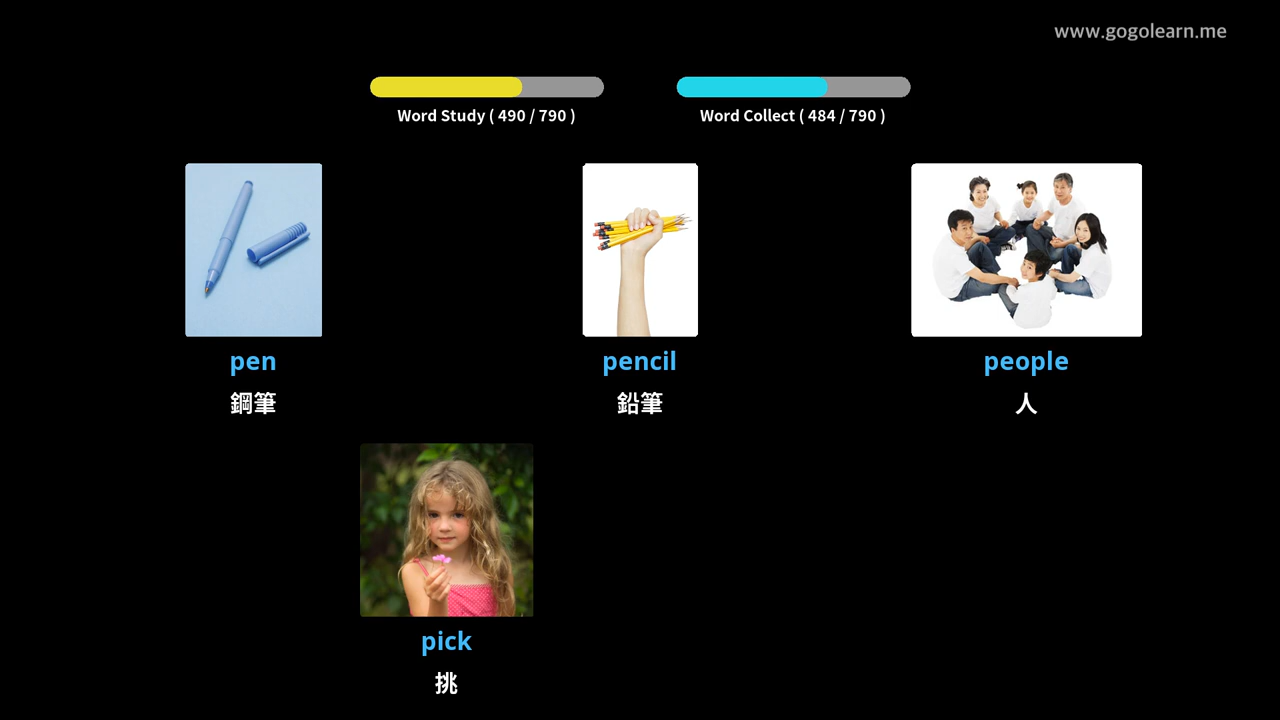 www.gogolearn.me
Word Study ( 490 / 790 )
Word Collect ( 484 / 790 )
pen
鋼筆
pencil
鉛筆
people
人
pick
挑